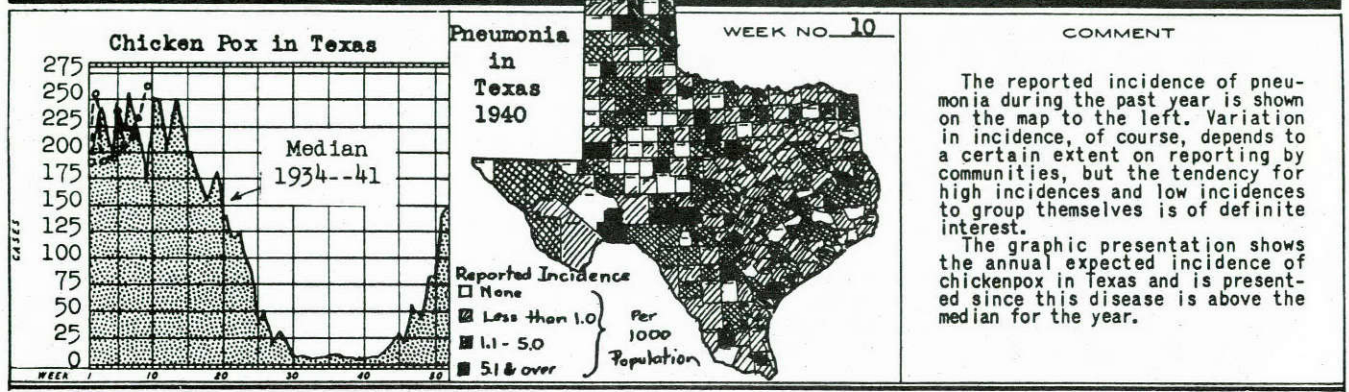 Chicken Pox in Texas
275
250
225
200
175
150
125
100
75
50
25
0
CASES
Median
1934--41
WEEK 1 10 20 30 40 50
Pneumonia
in
Texas
1940
WEEK NO. 10
Reported Incidence
None
Less than 1.0
1.1 - 5.0
5.1 & over
Per
1000
Population
COMMENT
The reported incidence of pneu-
monia during the past year is shown
on the map to the left. Variation
in incidence, of course, depends to
a certain extent on reporting by
communities, but the tendency for
high incidences and low incidences
to group themselves is of definite
interest.
The graphic presentation shows
the annual expected incidence of
chickenpox in Texas and is present-
ed since this disease is above the
median for the year.